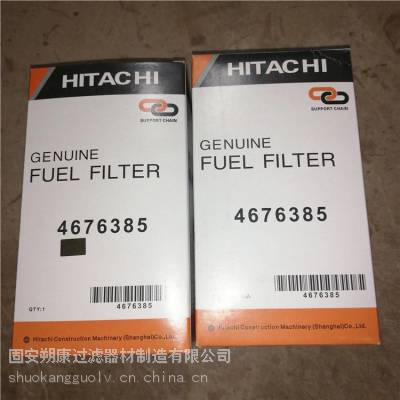 HITACHI
SUPPORT CHAIN
GENUINE
FUEL FILTER
4676385
QTY:1
4676385
Hitachi Construction Machinery (Shanghai)Co.,Ltd.
HITACHI
SUPPORT CHAIN
GENUINE
FUEL FILTER
4676385
4676385
Hitachi Construction Machinery (Shanghai)Co.,Ltd.
固安朔康过滤器材制造有限公司
shuokangguolv.cn.china.cn